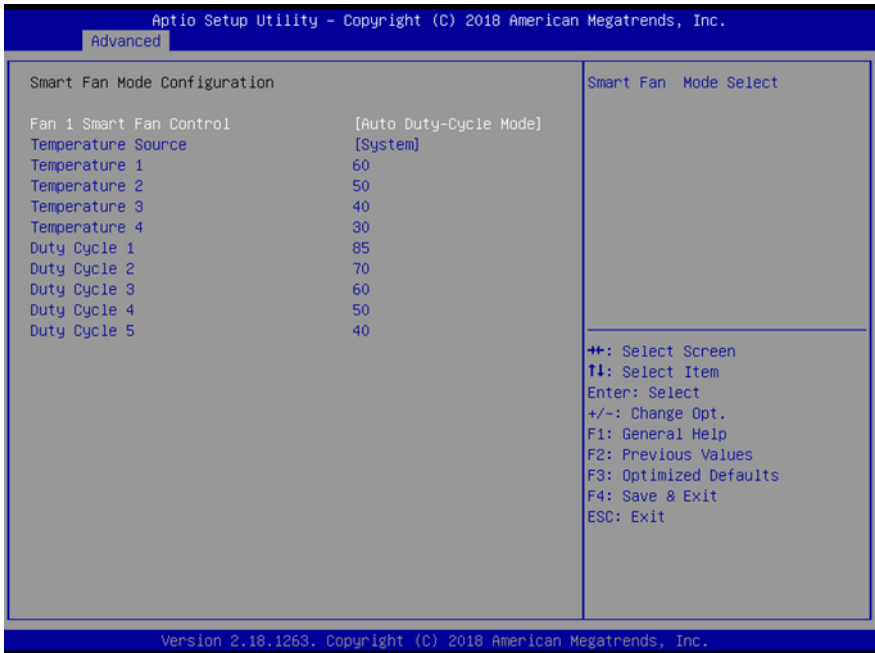 Aptio Setup Utility – Copyright (C) 2018 American Megatrends, Inc.
Advanced
Smart Fan Mode Configuration
Fan 1 Smart Fan Control [Auto Duty-Cycle Mode]
Temperature Source [System]
Temperature 1 60
Temperature 2 50
Temperature 3 40
Temperature 4 30
Duty Cycle 1 85
Duty Cycle 2 70
Duty Cycle 3 60
Duty Cycle 4 50
Duty Cycle 5 40
Smart Fan Mode Select
→←: Select Screen
↑↓: Select Item
Enter: Select
+/-: Change Opt.
F1: General Help
F2: Previous Values
F3: Optimized Defaults
F4: Save & Exit
ESC: Exit
Version 2.18.1263. Copyright (C) 2018 American Megatrends, Inc.